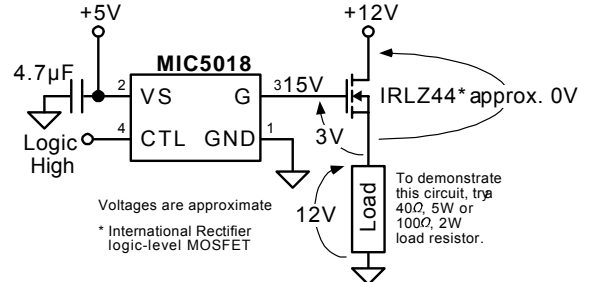 +5V
+12V
4.7µF
MIC5018
2
VS
G
3
15V
IRLZ44*
approx. 0V
4
CTL
GND
1
Logic
High
3V
12V
Load
To demonstrate
this circuit, try a
40Ω, 5W or
100Ω, 2W
load resistor.
Voltages are approximate
* International Rectifier
logic-level MOSFET